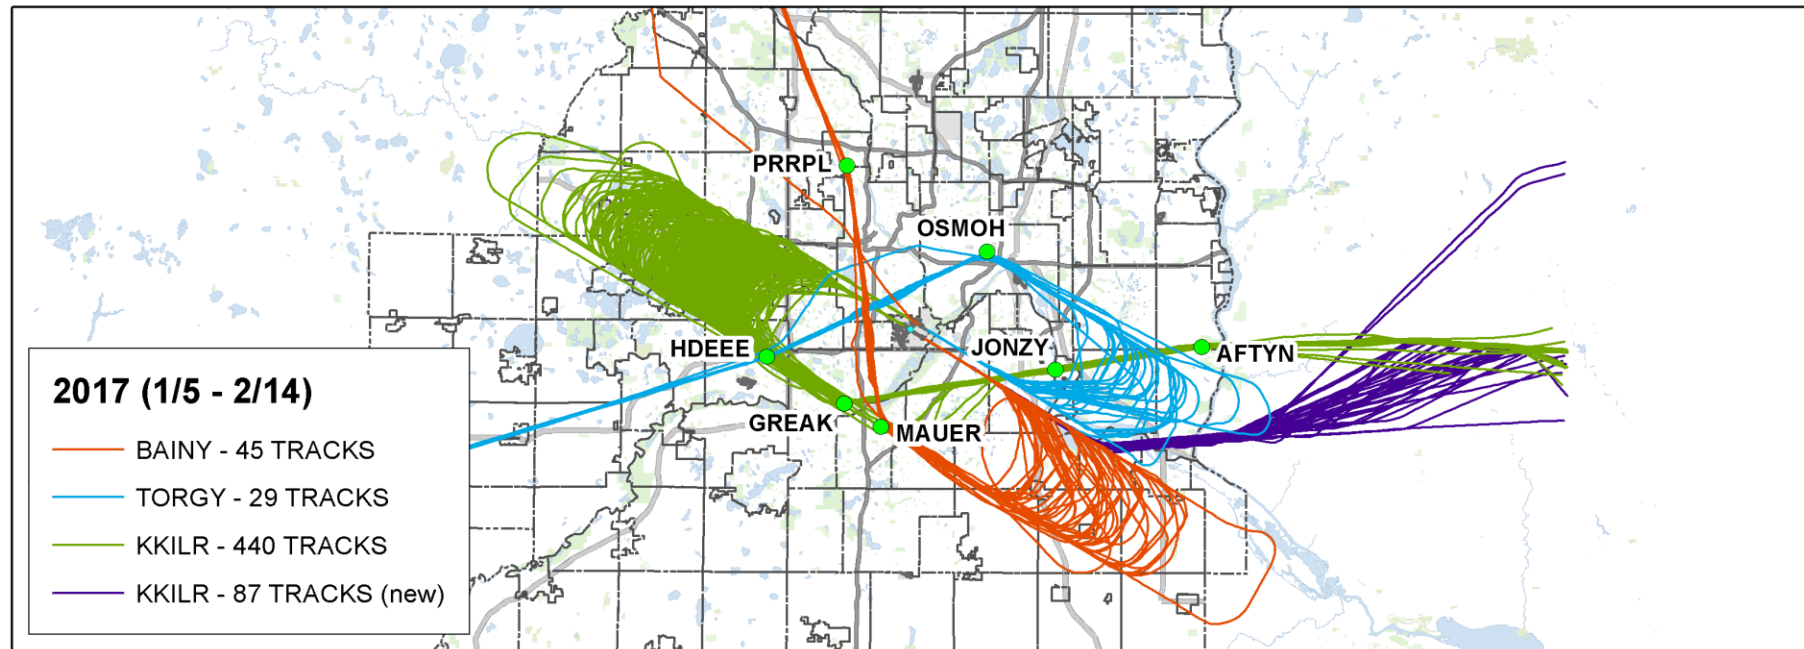 PRRPL
OSMOH
HDEEE
JONZY
AFTYN
GREAK
MAUER
2017 (1/5 - 2/14)
BAINY - 45 TRACKS
TORGY - 29 TRACKS
KKILR - 440 TRACKS
KKILR - 87 TRACKS (new)